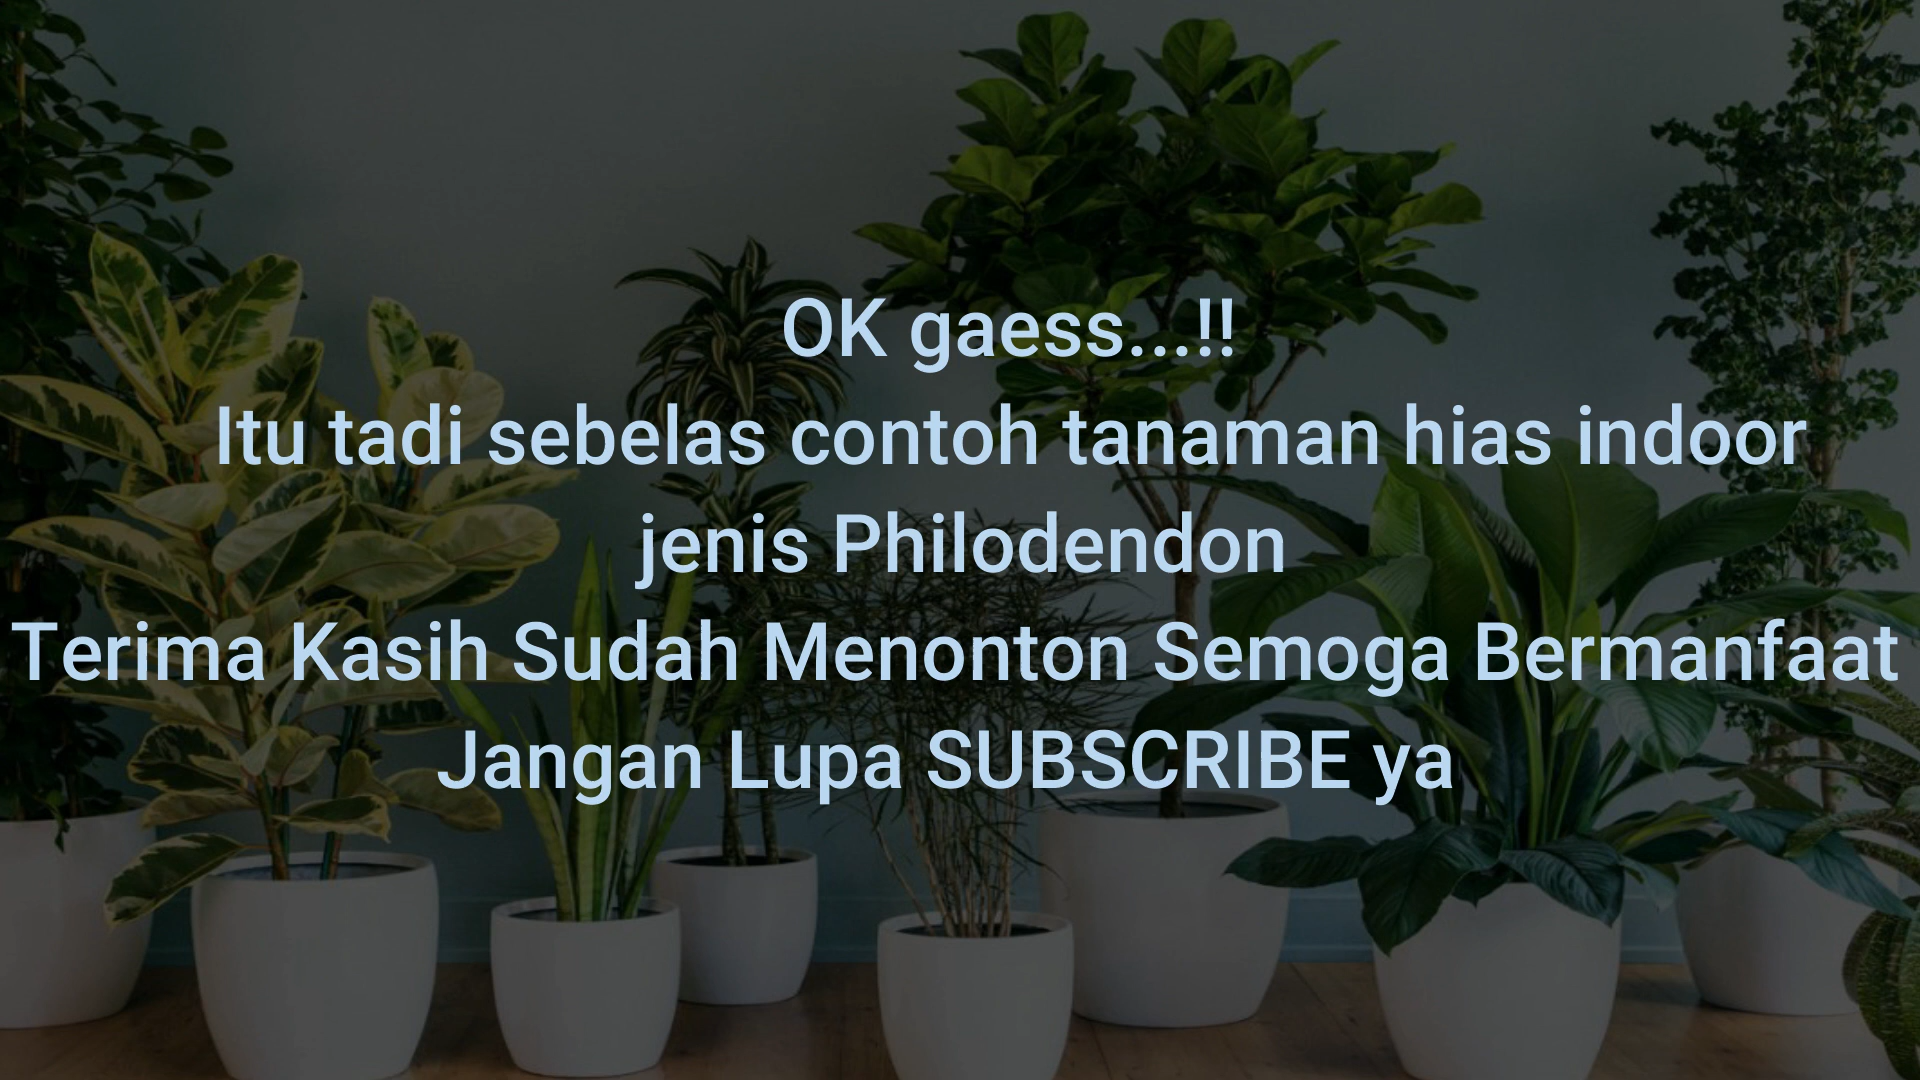 OK gaess...!!
Itu tadi sebelas contoh tanaman hias indoor
jenis Philodendon
Terima Kasih Sudah Menonton Semoga Bermanfaat
Jangan Lupa SUBSCRIBE ya